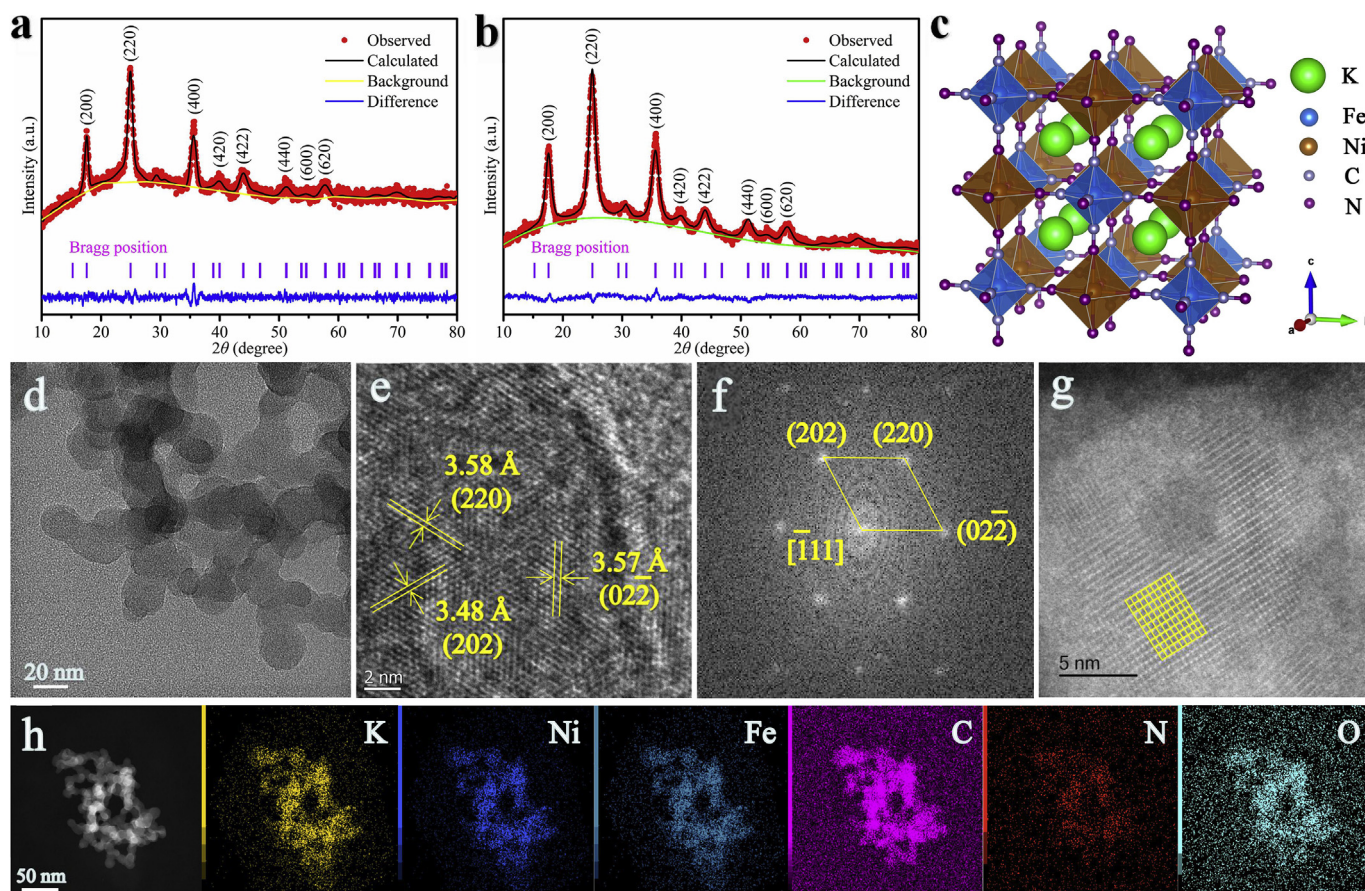 a
Observed
Calculated
Background
Difference
(200)
(220)
(400)
(420)
(422)
(440)
(600)
(620)
Intensity (a.u.)
Bragg position
10 20 30 40 50 60 70 80
2θ (degree)
b
Observed
Calculated
Background
Difference
(200)
(220)
(400)
(420)
(422)
(440)
(600)
(620)
Intensity (a.u.)
Bragg position
10 20 30 40 50 60 70 80
2θ (degree)
c
K
Fe
Ni
C
N
c
a
d
20 nm
e
3.58 Å
(220)
3.57 Å
(022̅)
3.48 Å
(202)
2 nm
f
(202) (220)
(022̅)
[1̅11]
g
5 nm
h
50 nm
K
Ni
Fe
C
N
O